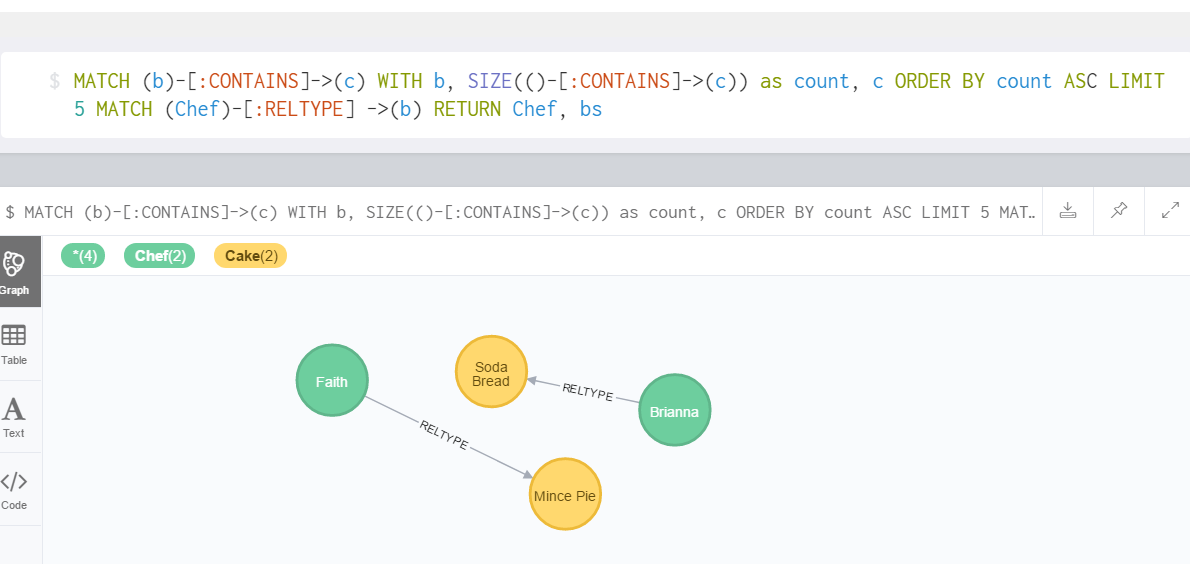 $ MATCH (b)-[:CONTAINS]->(c) WITH b, SIZE(()-[:CONTAINS]->(c)) as count, c ORDER BY count ASC LIMIT
5 MATCH (Chef)-[:RELTYPE] ->(b) RETURN Chef, bs
$ MATCH (b)-[:CONTAINS]->(c) WITH b, SIZE(()-[:CONTAINS]->(c)) as count, c ORDER BY count ASC LIMIT 5 MAT…
*(4) Chef(2) Cake(2)
Graph
Table
Text
Code
Faith
Soda
Bread
RELTYPE
Brianna
RELTYPE
Mince Pie